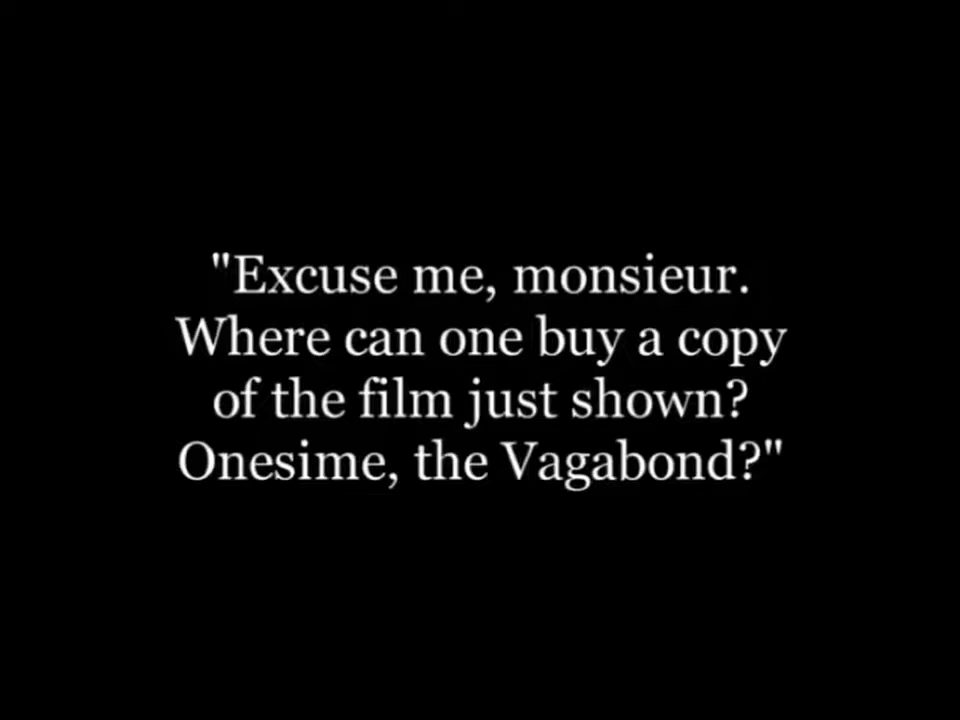 "Excuse me, monsieur.
Where can one buy a copy
of the film just shown?
Onesime, the Vagabond?"